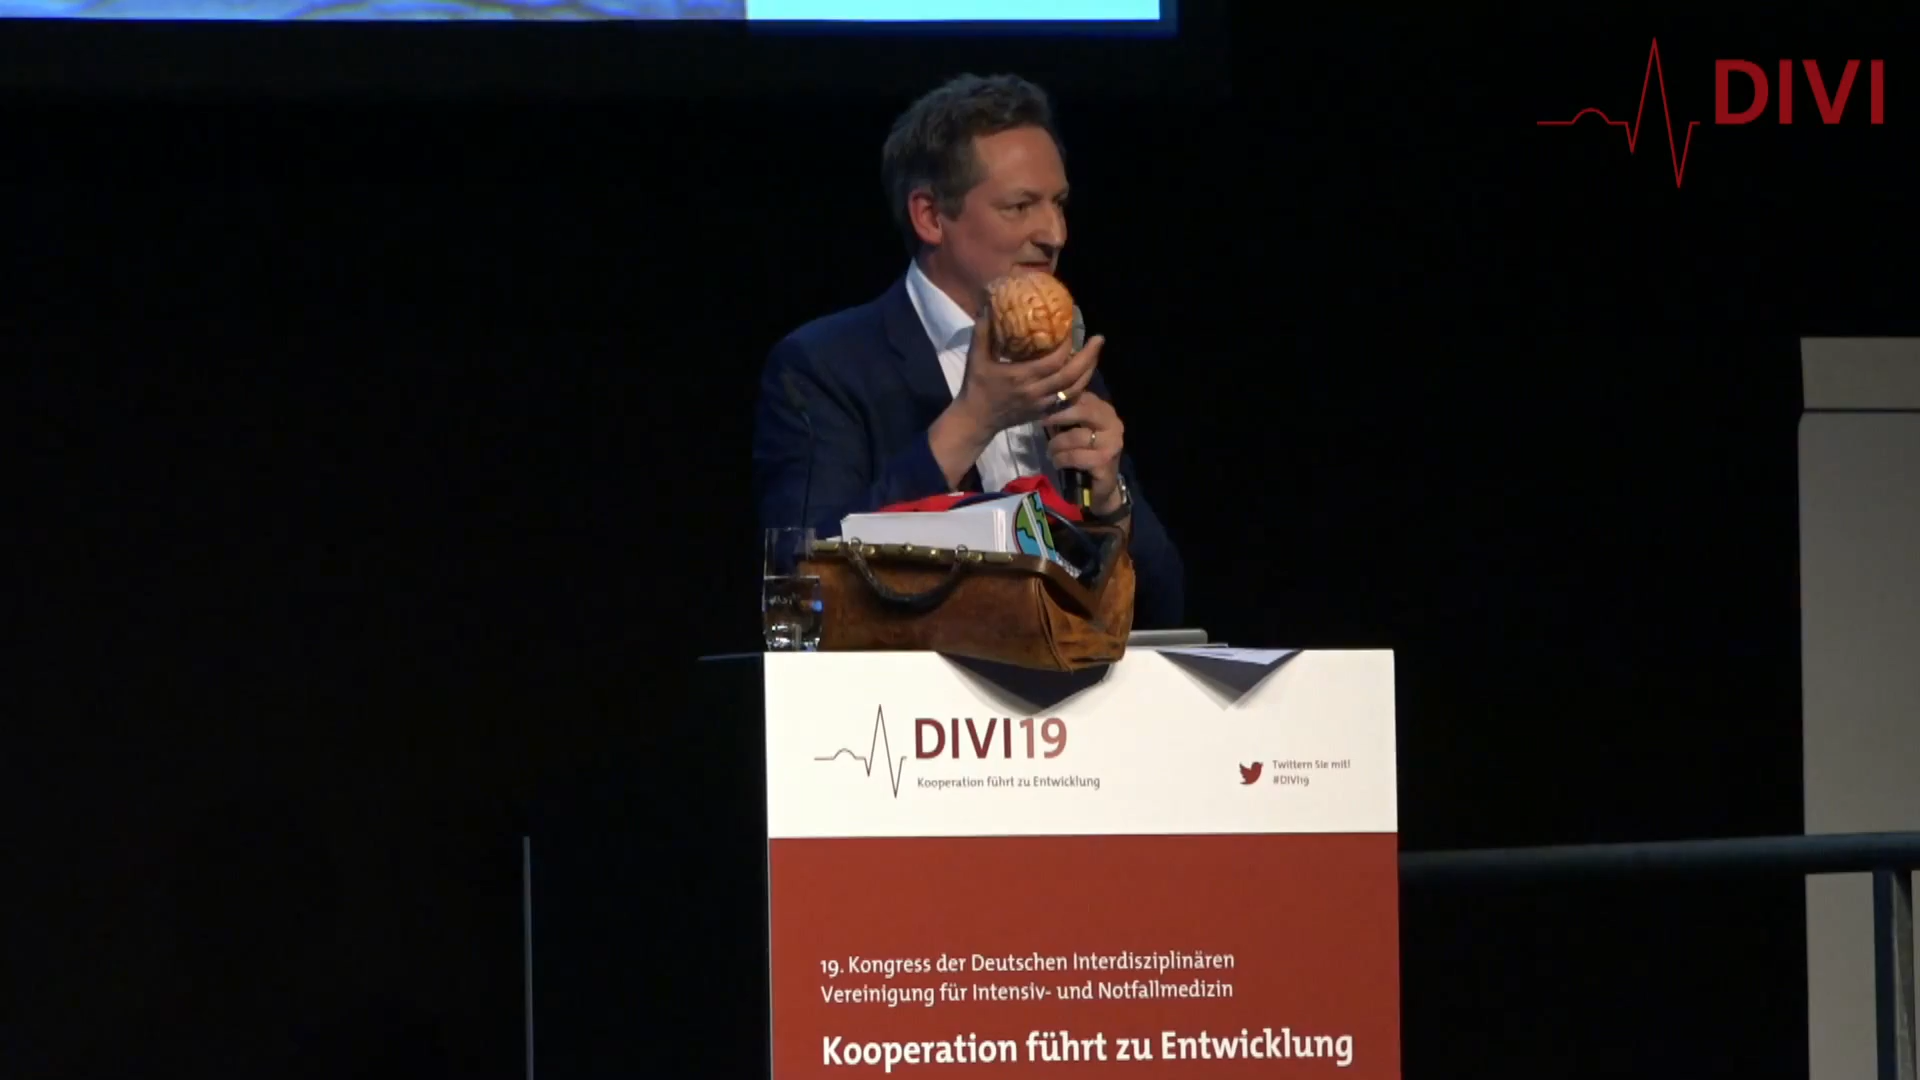 DIVI
DIVI19
Kooperation führt zu Entwicklung
Twittern Sie mit!
#DIVI19
19. Kongress der Deutschen Interdisziplinären
Vereinigung für Intensiv- und Notfallmedizin
Kooperation führt zu Entwicklung